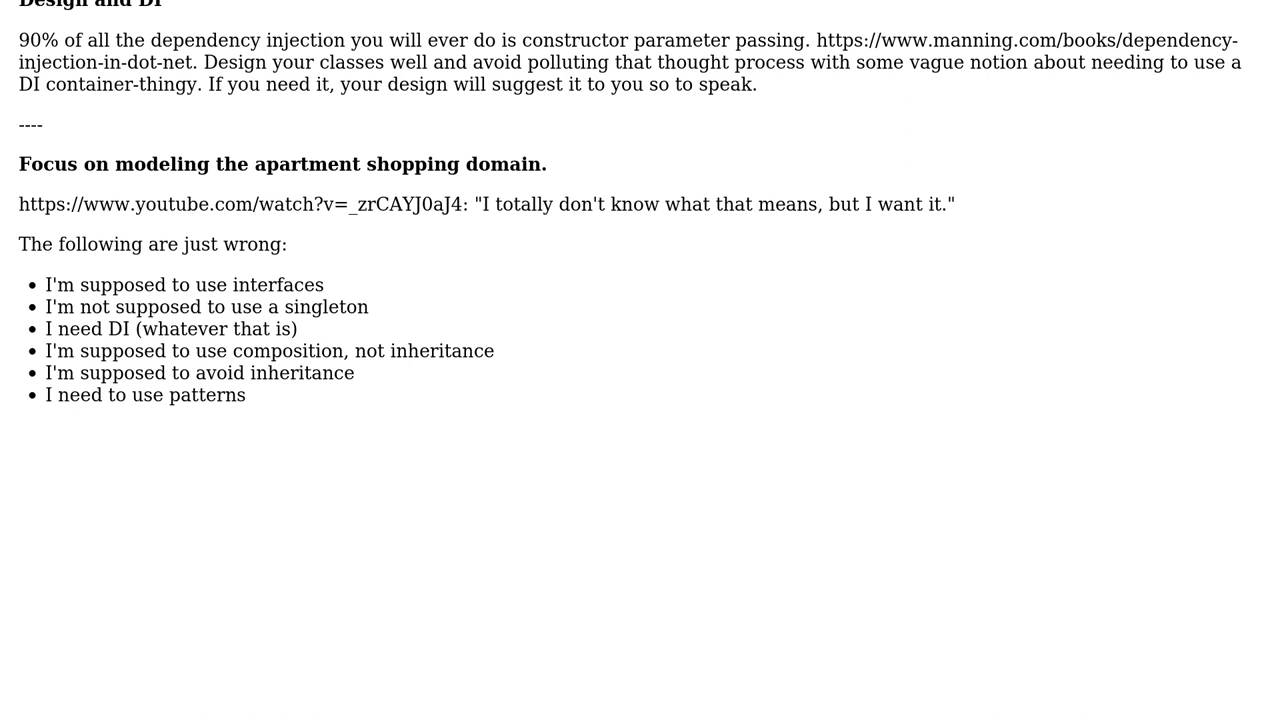 Design and DI
90% of all the dependency injection you will ever do is constructor parameter passing. https://www.manning.com/books/dependency-
injection-in-dot-net. Design your classes well and avoid polluting that thought process with some vague notion about needing to use a
DI container-thingy. If you need it, your design will suggest it to you so to speak.
----
Focus on modeling the apartment shopping domain.
https://www.youtube.com/watch?v=_zrCAYJ0aJ4: "I totally don't know what that means, but I want it."
The following are just wrong:
• I'm supposed to use interfaces
• I'm not supposed to use a singleton
• I need DI (whatever that is)
• I'm supposed to use composition, not inheritance
• I'm supposed to avoid inheritance
• I need to use patterns